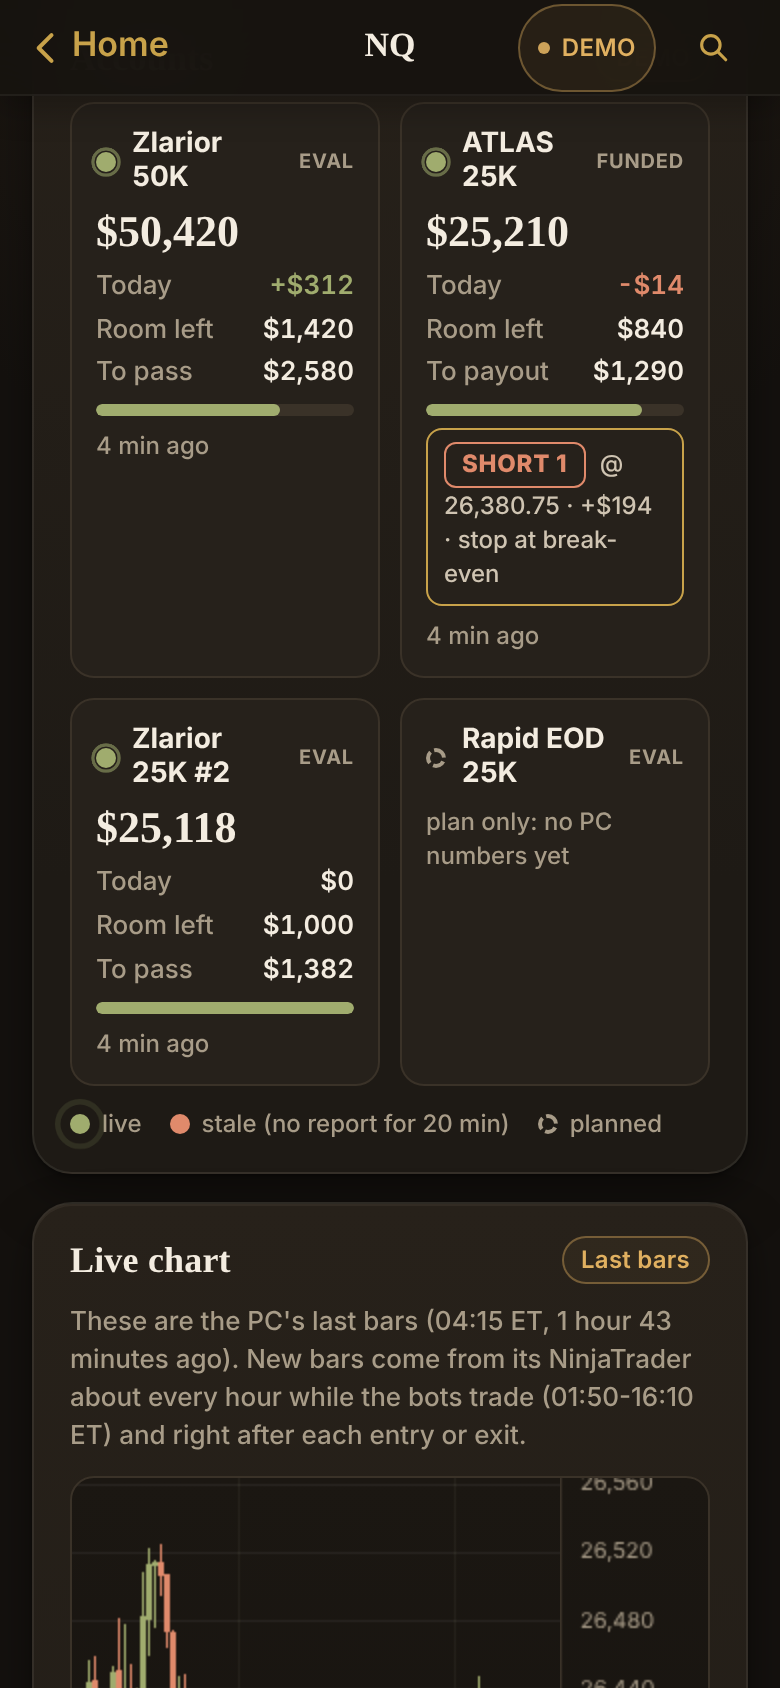 Home
NQ
DEMO
Zlarior
50K
EVAL
$50,420
Today +$312
Room left $1,420
To pass $2,580
4 min ago
ATLAS
25K
FUNDED
$25,210
Today -$14
Room left $840
To payout $1,290
SHORT 1 @
26,380.75 · +$194
· stop at break-
even
4 min ago
Zlarior
25K #2
EVAL
$25,118
Today $0
Room left $1,000
To pass $1,382
4 min ago
Rapid EOD
25K
EVAL
plan only: no PC
numbers yet
live stale (no report for 20 min) planned
Live chart
Last bars
These are the PC's last bars (04:15 ET, 1 hour 43
minutes ago). New bars come from its NinjaTrader
about every hour while the bots trade (01:50-16:10
ET) and right after each entry or exit.
26,560
26,520
26,480
26,440